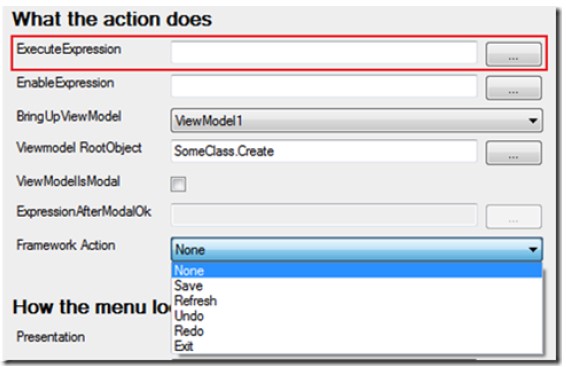 What the action does
ExecuteExpression
...
EnableExpression
...
BringUpViewModel ViewModel1
Viewmodel RootObject SomeClass.Create ...
ViewModelIsModal
ExpressionAfterModalOk ...
Framework Action None
None
Save
Refresh
Undo
Redo
Exit
How the menu lo
Presentation